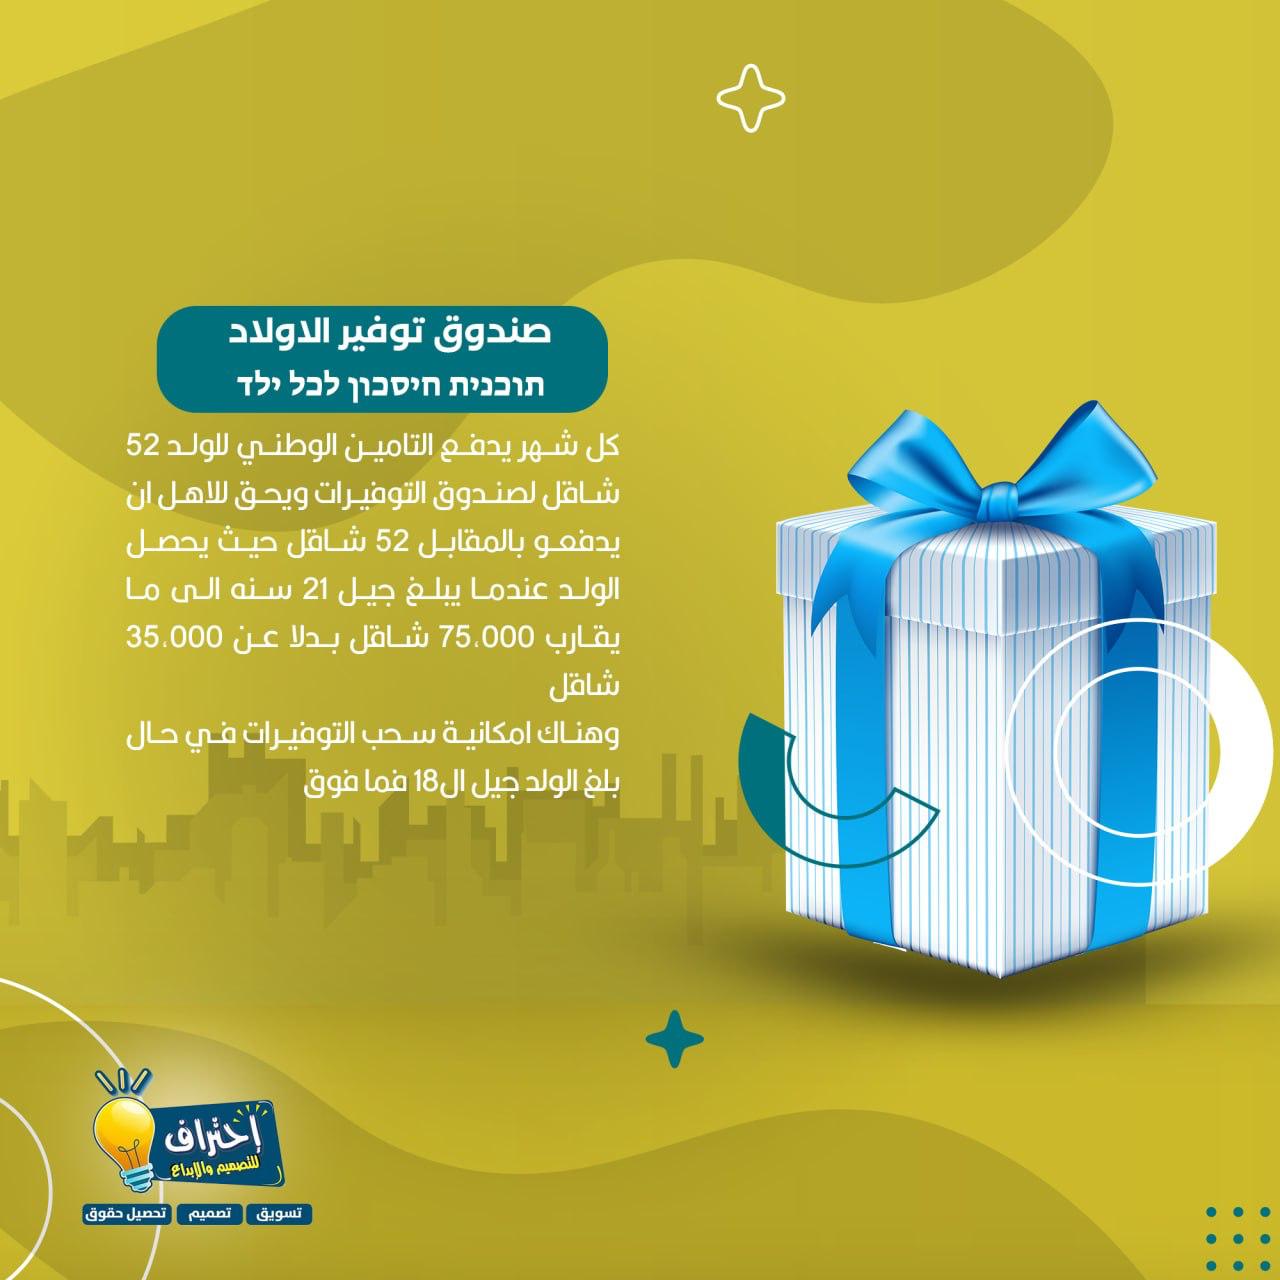 صندوق توفير الاولاد
תוכנית חיסכון לכל ילד
كل شهر يدفع التامين الوطني للولد 52
شاقل لصندوق التوفيرات ويحق للاهل ان
يدفعو بالمقابل 52 شاقل حيث يحصل
الولد عندما يبلغ جيل 21 سنه الى ما
يقارب 75،000 شاقل بدلا عن 35،000
شاقل
وهناك امكانية سحب التوفيرات في حال
بلغ الولد جيل ال18 فما فوق
إحتراف
للتصميم والإبداع
تسويق تصميم تحصيل حقوق